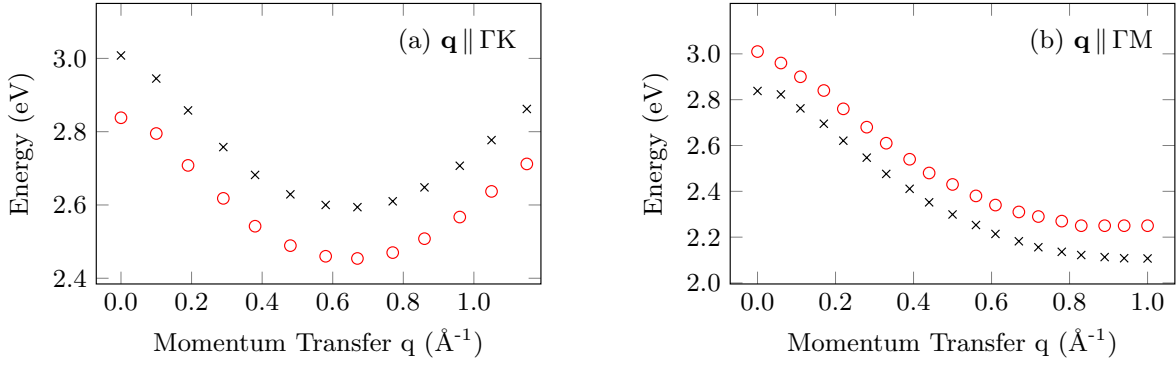 (a) q ∥ ΓK
Energy (eV)
3.0
2.8
2.6
2.4
0.0 0.2 0.4 0.6 0.8 1.0
Momentum Transfer q (Å-1)
(b) q ∥ ΓM
Energy (eV)
3.0
2.8
2.6
2.4
2.2
2.0
0.0 0.2 0.4 0.6 0.8 1.0
Momentum Transfer q (Å-1)